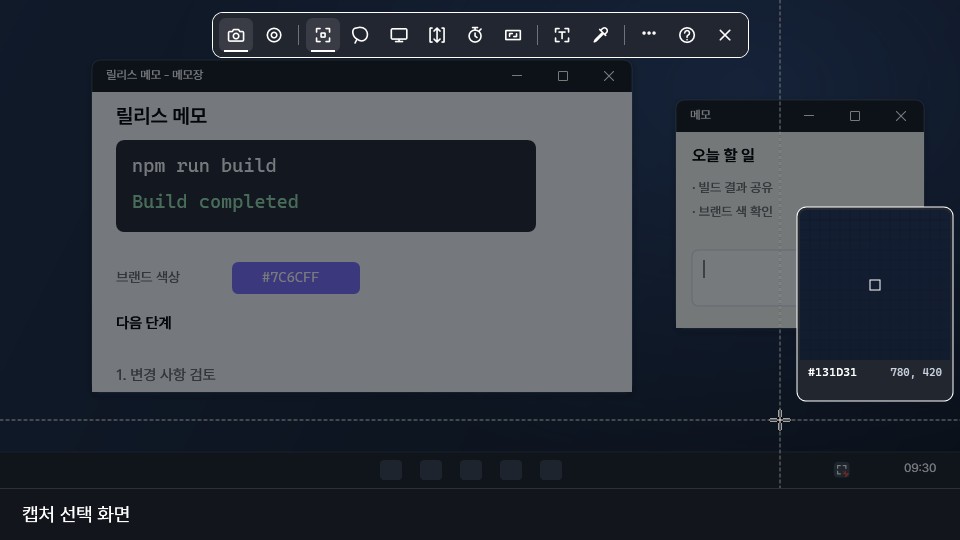 릴리스 메모 - 메모장
릴리스 메모
npm run build
Build completed
브랜드 색상
#7C6CFF
다음 단계
1. 변경 사항 검토
메모
오늘 할 일
· 빌드 결과 공유
· 브랜드 색 확인
#131D31 780, 420
09:30
캡처 선택 화면